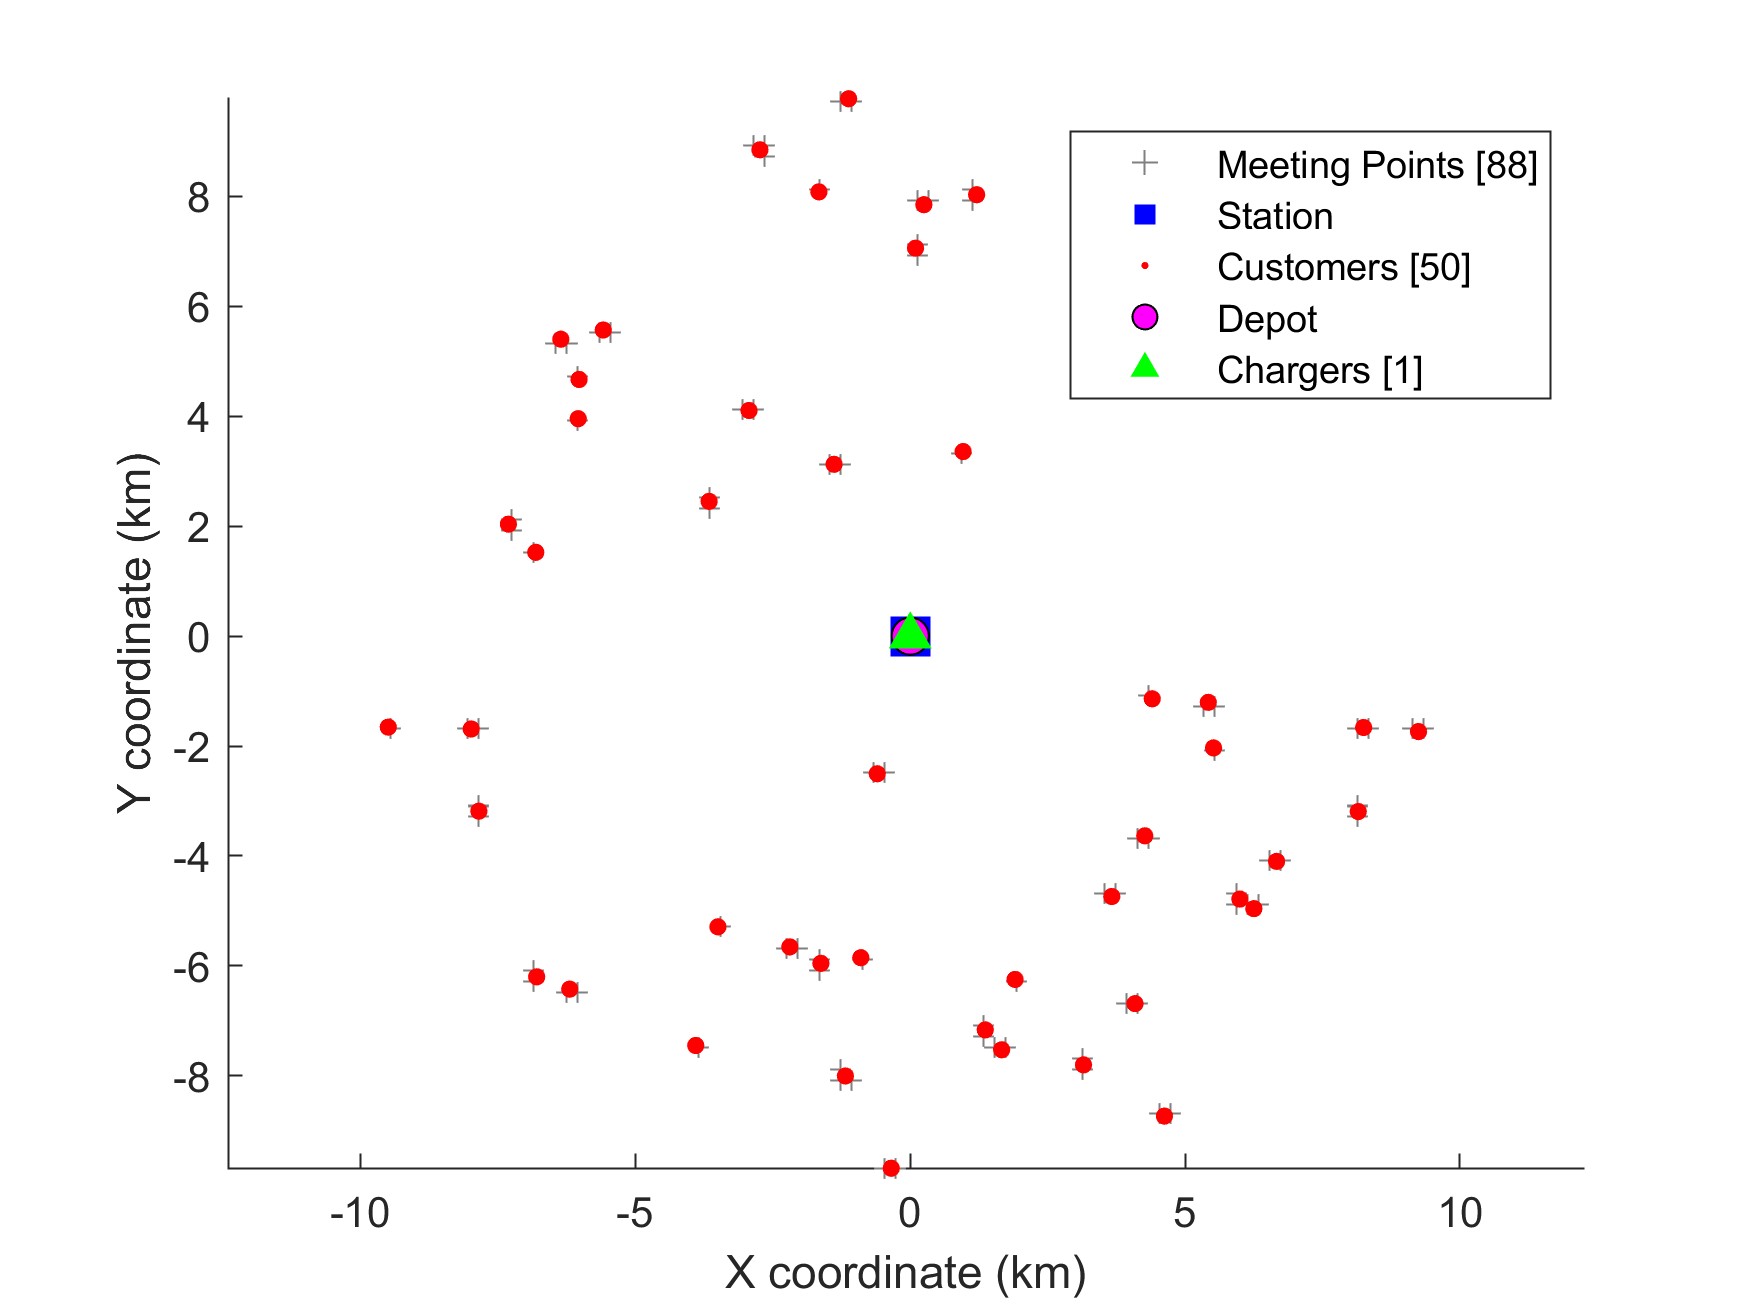 Meeting Points [88]
Station
Customers [50]
Depot
Chargers [1]
8
6
4
2
0
-2
-4
-6
-8
Y coordinate (km)
-10 -5 0 5 10
X coordinate (km)